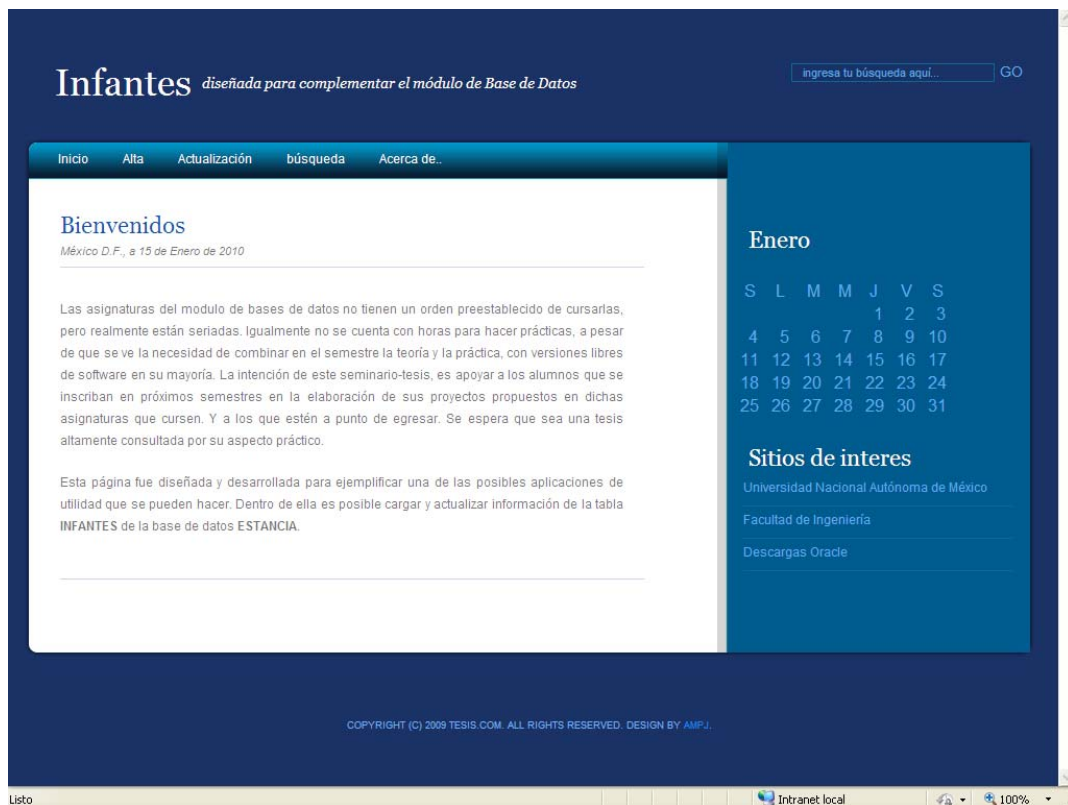 Infantes diseñada para complementar el módulo de Base de Datos
ingresa tu búsqueda aquí... GO
Inicio Alta Actualización búsqueda Acerca de..
Bienvenidos
México D.F., a 15 de Enero de 2010
Las asignaturas del modulo de bases de datos no tienen un orden preestablecido de cursarlas,
pero realmente están seriadas. Igualmente no se cuenta con horas para hacer prácticas, a pesar
de que se ve la necesidad de combinar en el semestre la teoría y la práctica, con versiones libres
de software en su mayoría. La intención de este seminario-tesis, es apoyar a los alumnos que se
inscriban en próximos semestres en la elaboración de sus proyectos propuestos en dichas
asignaturas que cursen. Y a los que estén a punto de egresar. Se espera que sea una tesis
altamente consultada por su aspecto práctico.
Esta página fue diseñada y desarrollada para ejemplificar una de las posibles aplicaciones de
utilidad que se pueden hacer. Dentro de ella es posible cargar y actualizar información de la tabla
INFANTES de la base de datos ESTANCIA.
Enero
S L M M J V S
1 2 3
4 5 6 7 8 9 10
11 12 13 14 15 16 17
18 19 20 21 22 23 24
25 26 27 28 29 30 31
Sitios de interes
Universidad Nacional Autónoma de México
Facultad de Ingeniería
Descargas Oracle
COPYRIGHT (C) 2009 TESIS.COM. ALL RIGHTS RESERVED. DESIGN BY AMPJ.
Listo Intranet local 100%